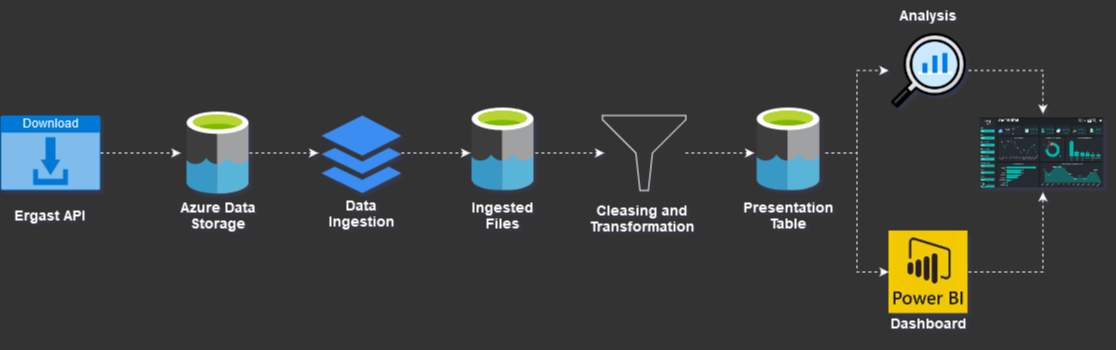 Analysis
Download
Ergast API
Azure Data
Storage
Data
Ingestion
Ingested
Files
Cleasing and
Transformation
Presentation
Table
Power BI
Dashboard